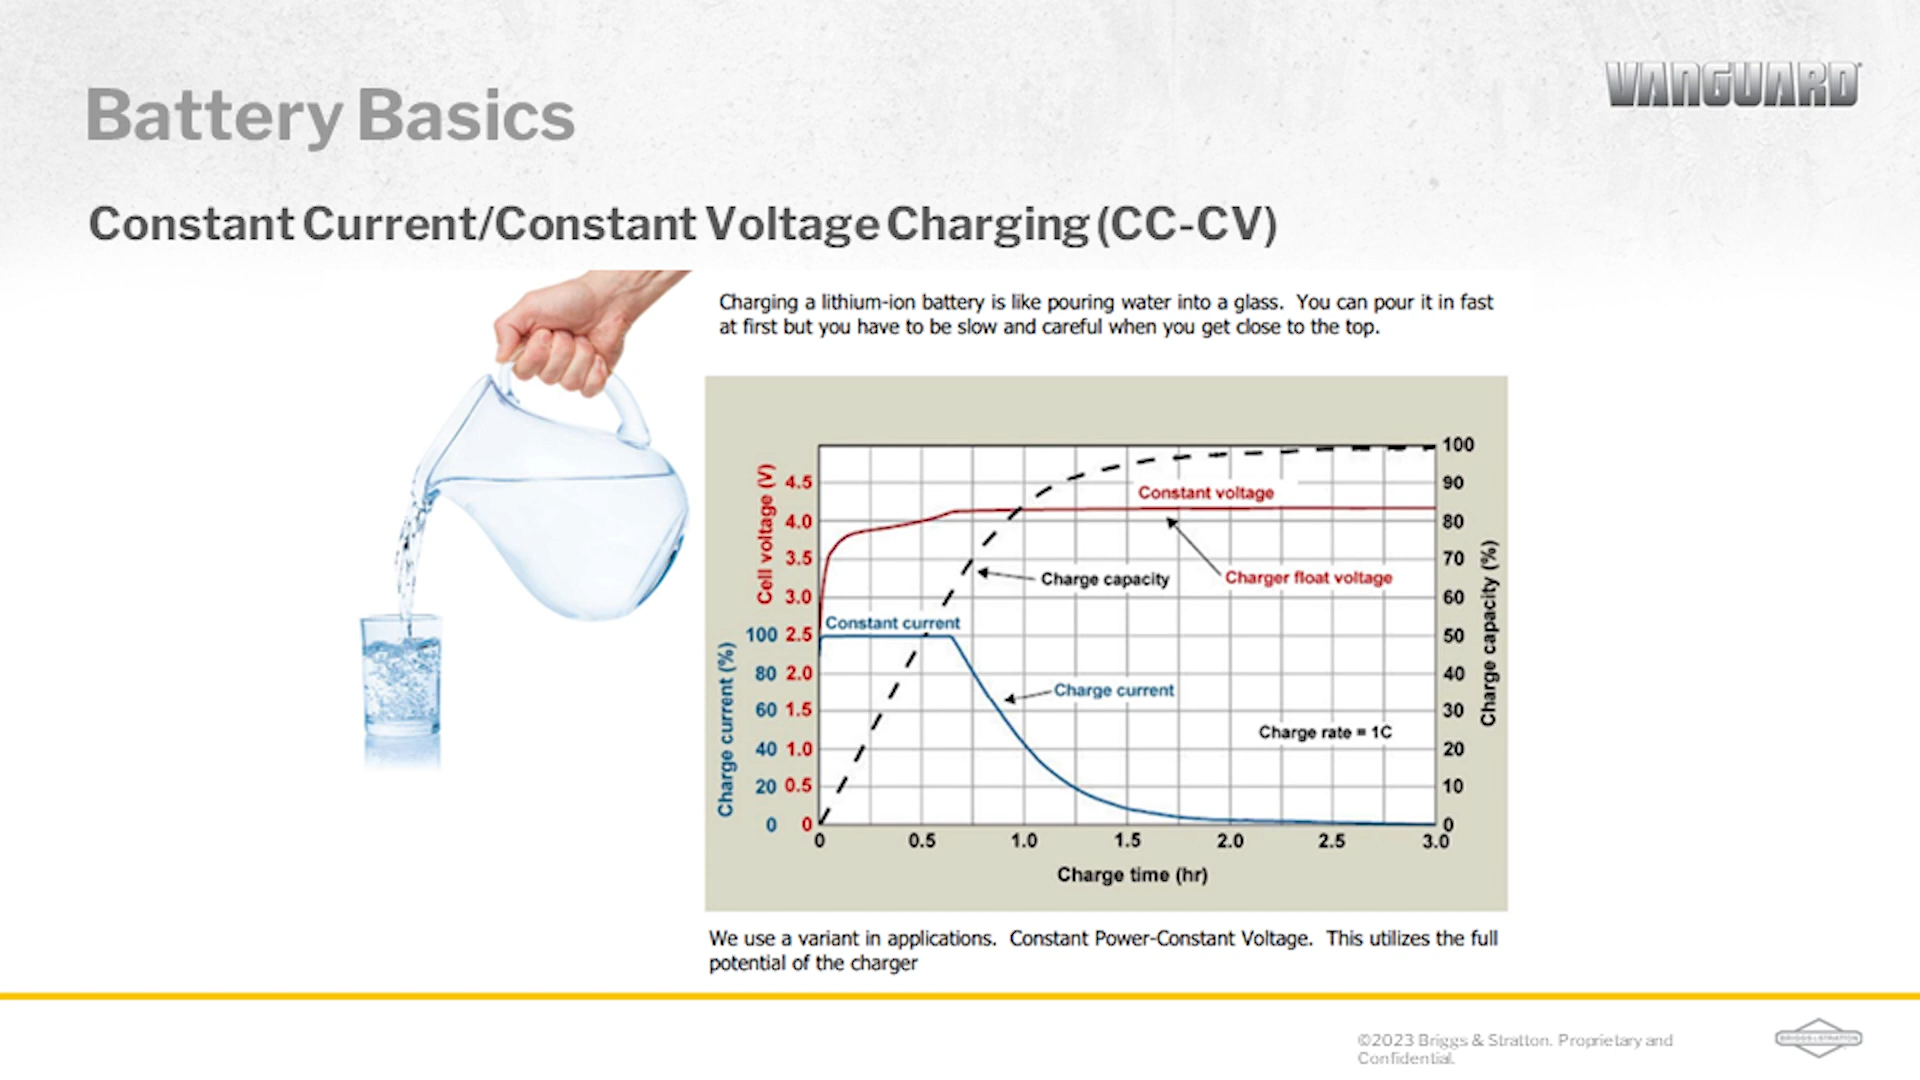 VANGUARD
Battery Basics
Constant Current/Constant Voltage Charging (CC-CV)
Charging a lithium-ion battery is like pouring water into a glass. You can pour it in fast
at first but you have to be slow and careful when you get close to the top.
Cell voltage (V)
4.5
4.0
3.5
3.0
2.5
2.0
1.5
1.0
0.5
0
Charge current (%)
100
80
60
40
20
0
Constant voltage
Charge capacity
Charger float voltage
Constant current
Charge current
Charge rate = 1C
100
90
80
70
60
50
40
30
20
10
0
Charge capacity (%)
0 0.5 1.0 1.5 2.0 2.5 3.0
Charge time (hr)
We use a variant in applications. Constant Power-Constant Voltage. This utilizes the full
potential of the charger
©2023 Briggs & Stratton. Proprietary and
Confidential.
BRIGGS & STRATTON